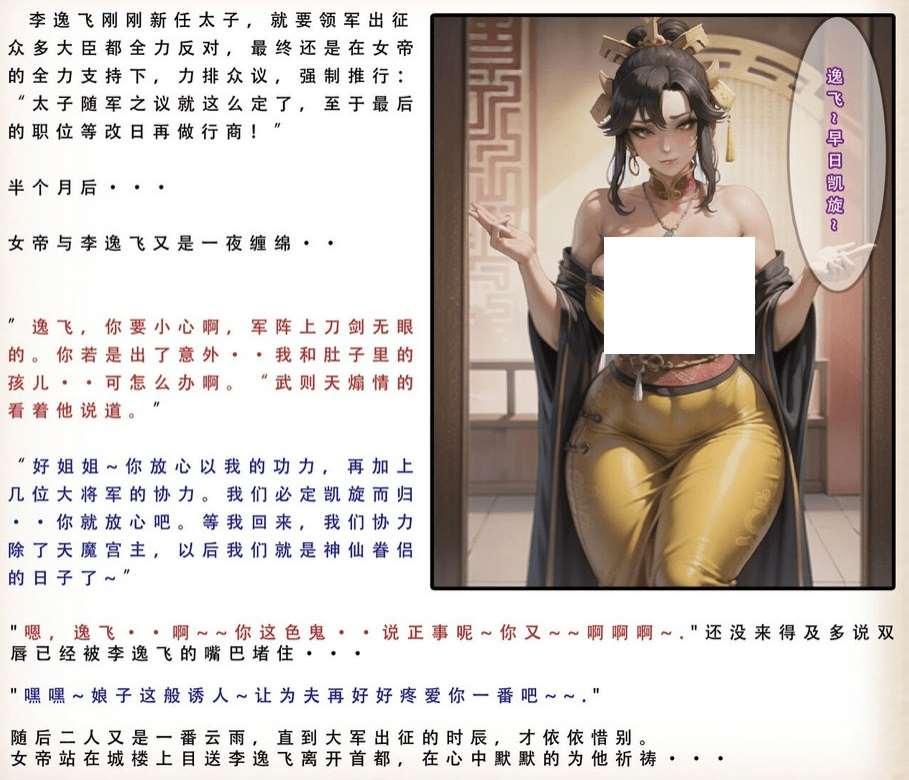 李逸飞刚刚新任太子，就要领军出征
众多大臣都全力反对，最终还是在女帝
的全力支持下，力排众议，强制推行：
“太子随军之议就这么定了，至于最后
的职位等改日再做行商！”
半个月后···
女帝与李逸飞又是一夜缠绵··
”逸飞，你要小心啊，军阵上刀剑无眼
的。你若是出了意外··我和肚子里的
孩儿··可怎么办啊。“武则天煽情的
看着他说道。”
“好姐姐~你放心以我的功力，再加上
几位大将军的协力。我们必定凯旋而归
··你就放心吧。等我回来，我们协力
除了天魔宫主，以后我们就是神仙眷侣
的日子了~”
"嗯，逸飞··啊~~你这色鬼··说正事呢~你又~~啊啊啊~."还没来得及多说双
唇已经被李逸飞的嘴巴堵住···
"嘿嘿~娘子这般诱人~让为夫再好好疼爱你一番吧~~."
随后二人又是一番云雨，直到大军出征的时辰，才依依惜别。
女帝站在城楼上目送李逸飞离开首都，在心中默默的为他祈祷···
逸飞~早日凯旋~